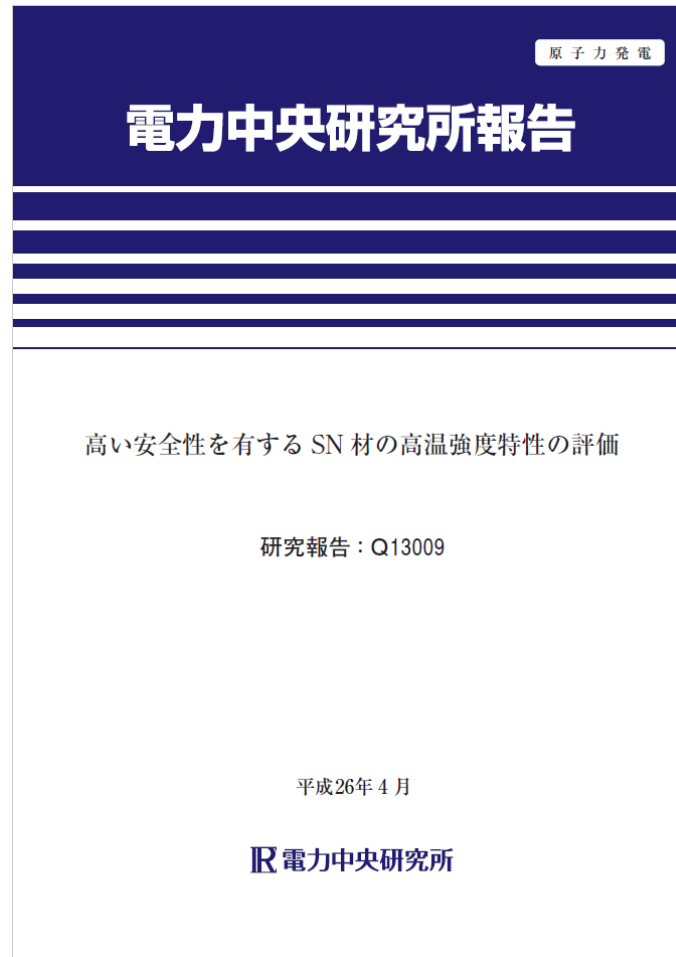 原子力発電
電力中央研究所報告
高い安全性を有する SN 材の高温強度特性の評価
研究報告：Q13009
平成26年 4 月
電力中央研究所